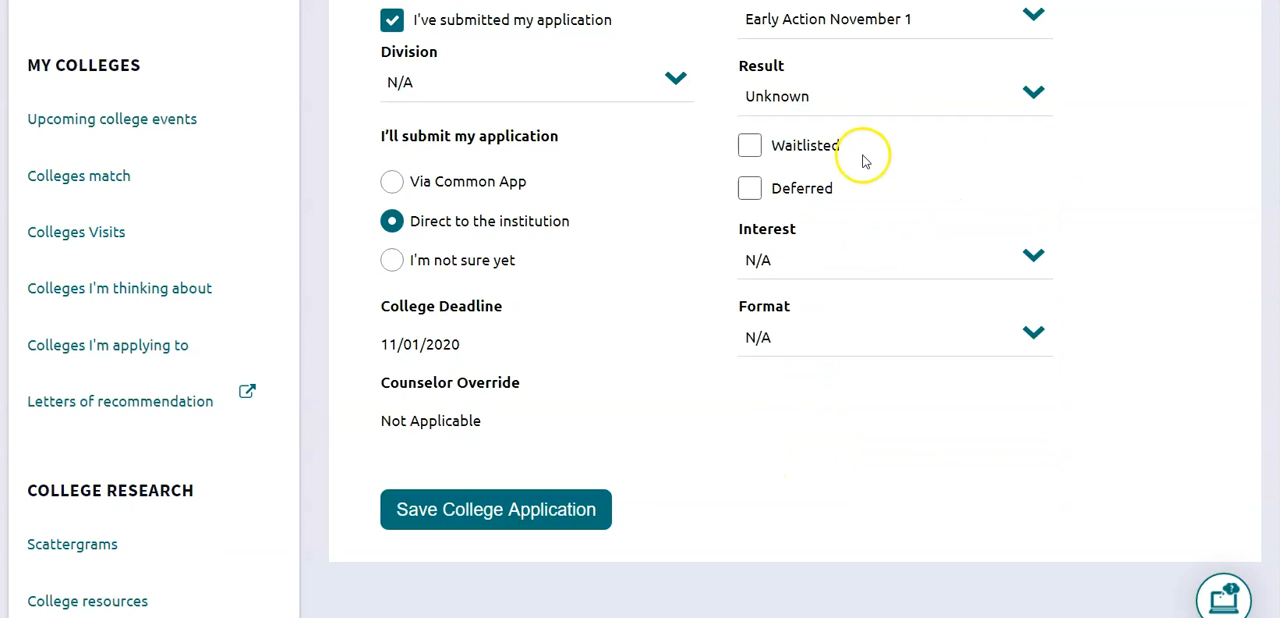 MY COLLEGES
Upcoming college events
Colleges match
Colleges Visits
Colleges I'm thinking about
Colleges I'm applying to
Letters of recommendation
COLLEGE RESEARCH
Scattergrams
College resources
I've submitted my application
Division
N/A
I'll submit my application
Via Common App
Direct to the institution
I'm not sure yet
College Deadline
11/01/2020
Counselor Override
Not Applicable
Save College Application
Early Action November 1
Result
Unknown
Waitlisted
Deferred
Interest
N/A
Format
N/A